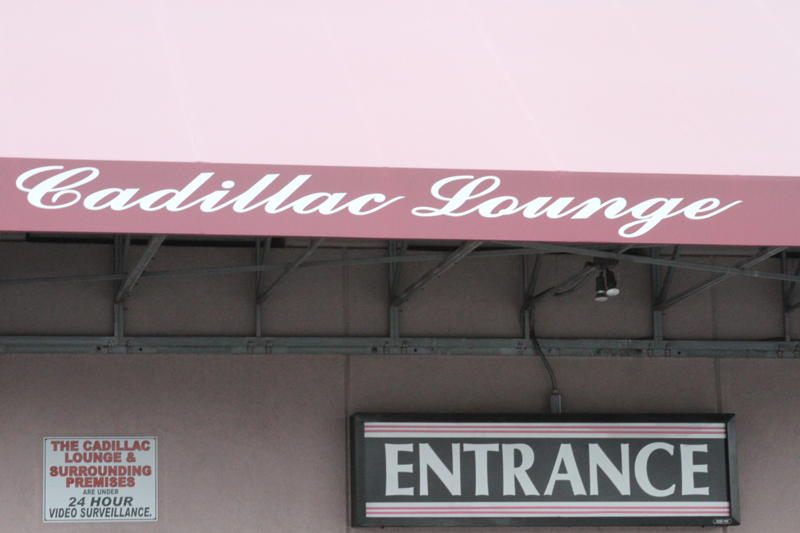 Cadillac Lounge
THE CADILLAC
LOUNGE &
SURROUNDING
PREMISES
ARE UNDER
24 HOUR
VIDEO SURVEILLANCE.
ENTRANCE